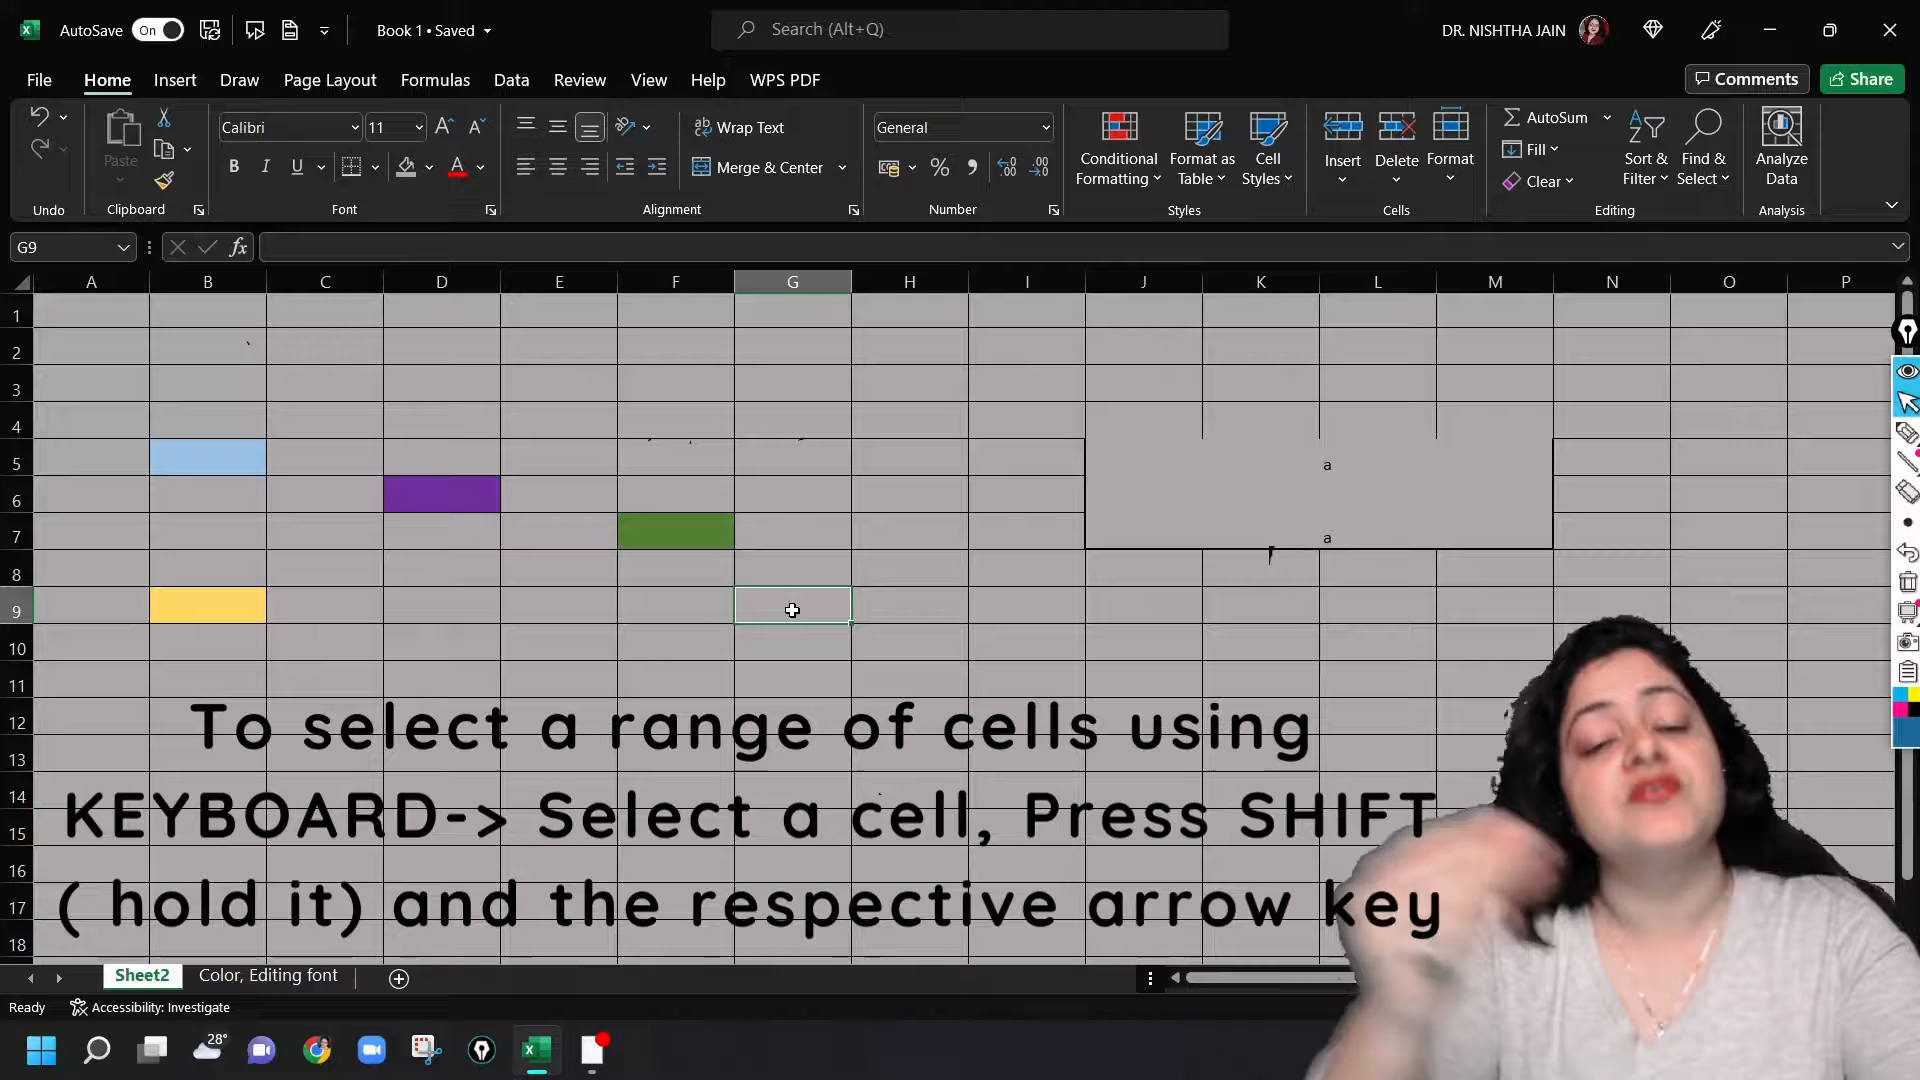 AutoSave On Book 1 • Saved Search (Alt+Q) DR. NISHTHA JAIN
File Home Insert Draw Page Layout Formulas Data Review View Help WPS PDF Comments Share
Calibri 11 Wrap Text General AutoSum
Paste B I U Merge & Center % Conditional Formatting Format as Table Cell Styles Insert Delete Format Fill Sort & Filter Find & Select Analyze Data
Clear
Undo Clipboard Font Alignment Number Styles Cells Editing Analysis
G9 fx
A B C D E F G H I J K L M N O P
1
2
3
4
5 a
6
7 a
8
9
10
11
12
13
14
15
16
17
18
To select a range of cells using
KEYBOARD-> Select a cell, Press SHIFT
( hold it) and the respective arrow key
Sheet2 Color, Editing font
Ready Accessibility: Investigate
28°